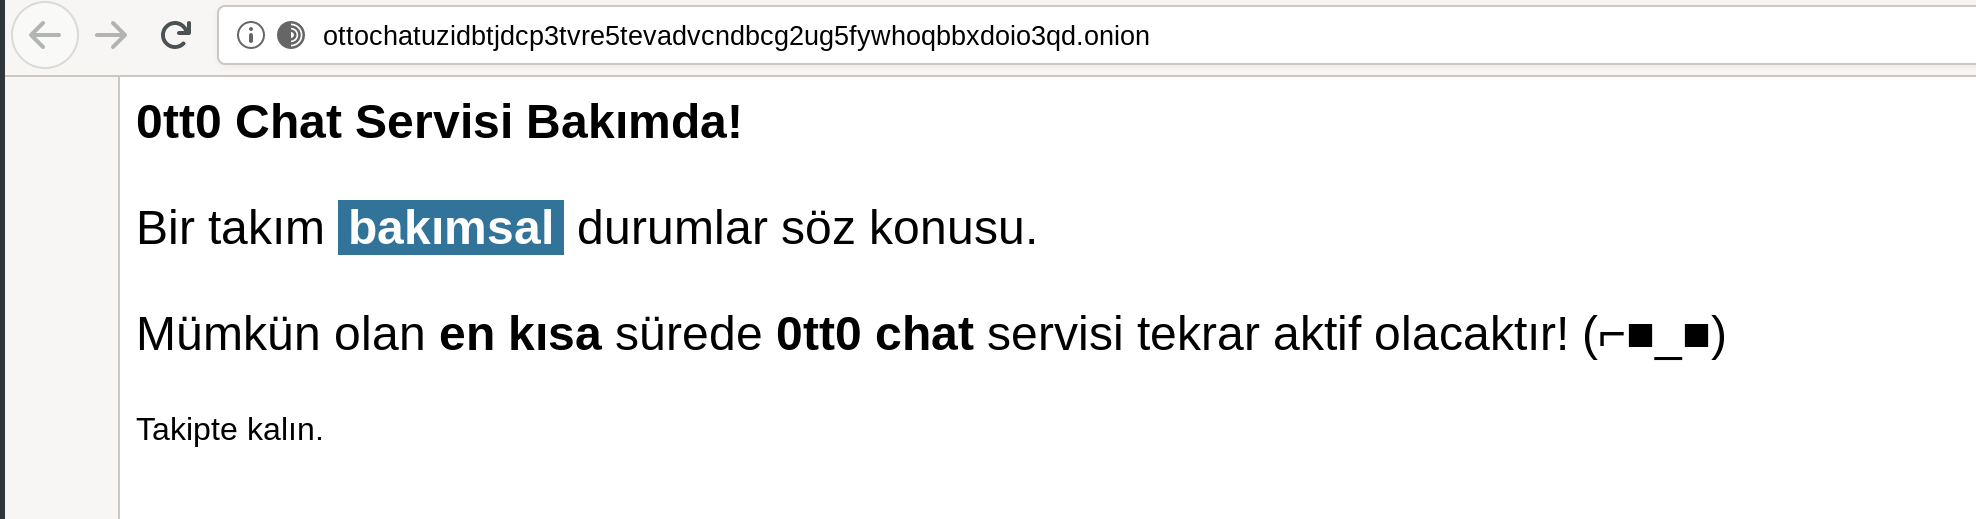 ottochatuzidbtjdcp3tvre5tevadvcndbcg2ug5fywhoqbbxdoio3qd.onion
0tt0 Chat Servisi Bakımda!
Bir takım bakımsal durumlar söz konusu.
Mümkün olan en kısa sürede 0tt0 chat servisi tekrar aktif olacaktır! (⌐■_■)
Takipte kalın.